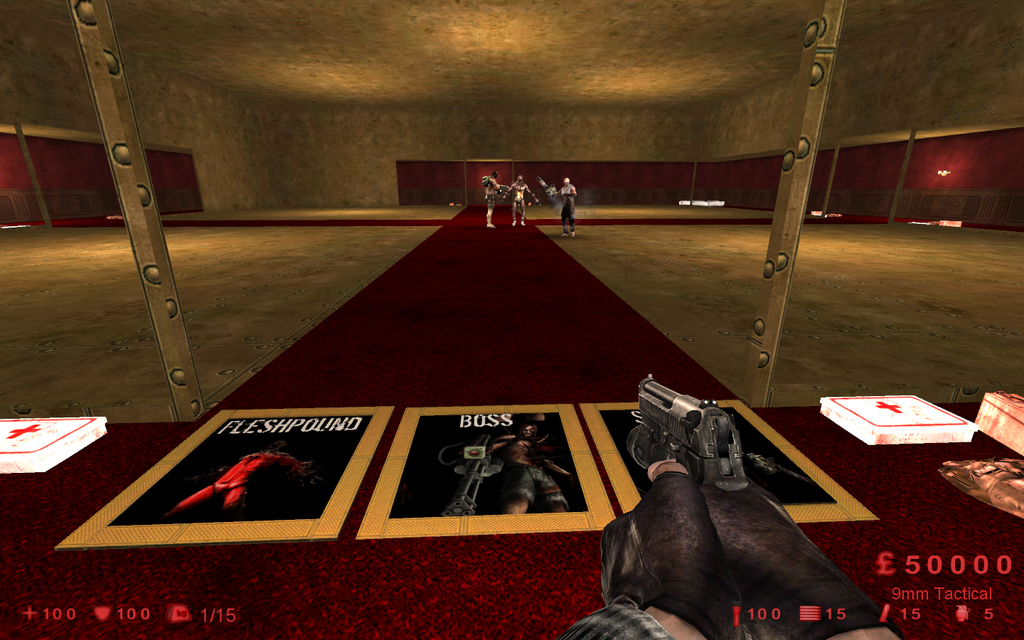 FLESHPOUND
BOSS
£ 50000
9mm Tactical
100 100 1/15
100 15 15 5